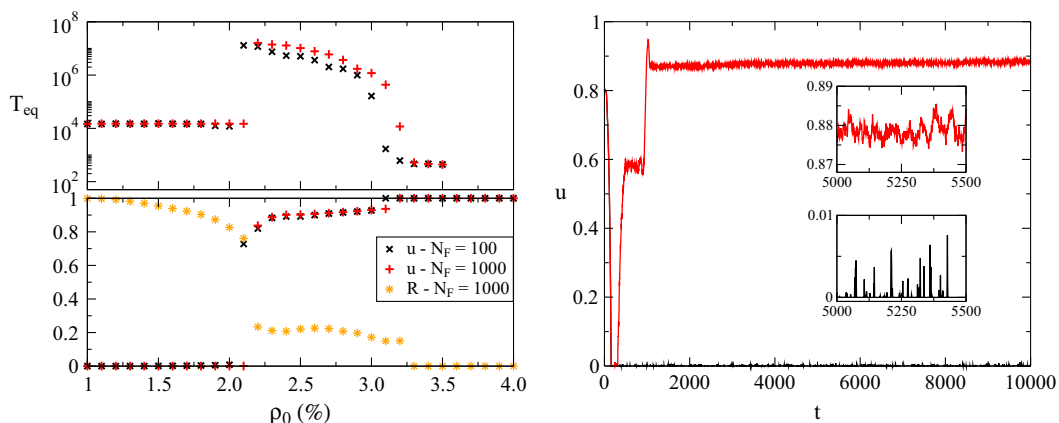 10^8
10^6
T_eq
10^4
10^2
1
0.8
0.6
0.4
0.2
0
× u - N_F = 100
+ u - N_F = 1000
* R - N_F = 1000
1 1.5 2.0 2.5 3.0 3.5 4.0
ρ_0 (%)
1
0.8
0.6
u
0.4
0.2
0
0.89
0.88
0.87
5000 5250 5500
0.01
0
5000 5250 5500
0 2000 4000 6000 8000 10000
t